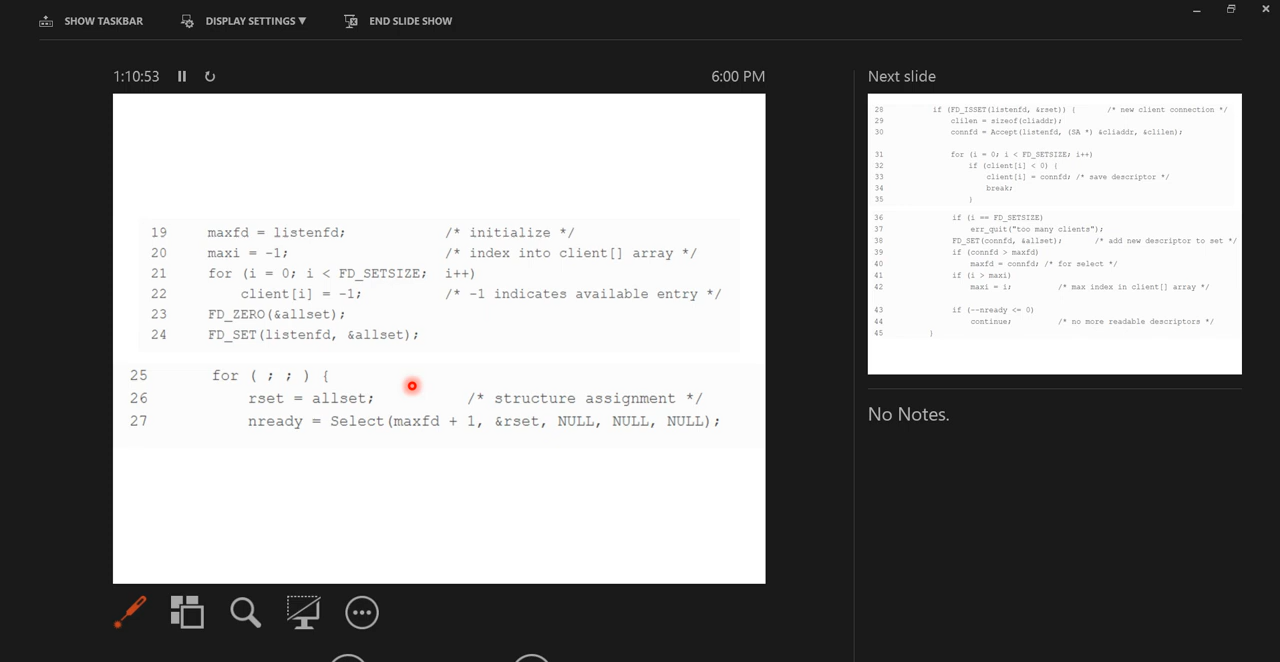 SHOW TASKBAR
DISPLAY SETTINGS ▼
END SLIDE SHOW
1:10:53
6:00 PM
19 maxfd = listenfd; /* initialize */
20 maxi = -1; /* index into client[] array */
21 for (i = 0; i < FD_SETSIZE; i++)
22 client[i] = -1; /* -1 indicates available entry */
23 FD_ZERO(&allset);
24 FD_SET(listenfd, &allset);
25 for ( ; ; ) {
26 rset = allset; /* structure assignment */
27 nready = Select(maxfd + 1, &rset, NULL, NULL, NULL);
Next slide
28 if (FD_ISSET(listenfd, &rset)) { /* new client connection */
29 clilen = sizeof(cliaddr);
30 connfd = Accept(listenfd, (SA *) &cliaddr, &clilen);
31 for (i = 0; i < FD_SETSIZE; i++)
32 if (client[i] < 0) {
33 client[i] = connfd; /* save descriptor */
34 break;
35 }
36 if (i == FD_SETSIZE)
37 err_quit("too many clients");
38 FD_SET(connfd, &allset); /* add new descriptor to set */
39 if (connfd > maxfd)
40 maxfd = connfd; /* for select */
41 if (i > maxi)
42 maxi = i; /* max index in client[] array */
43 if (--nready <= 0)
44 continue; /* no more readable descriptors */
45 }
No Notes.